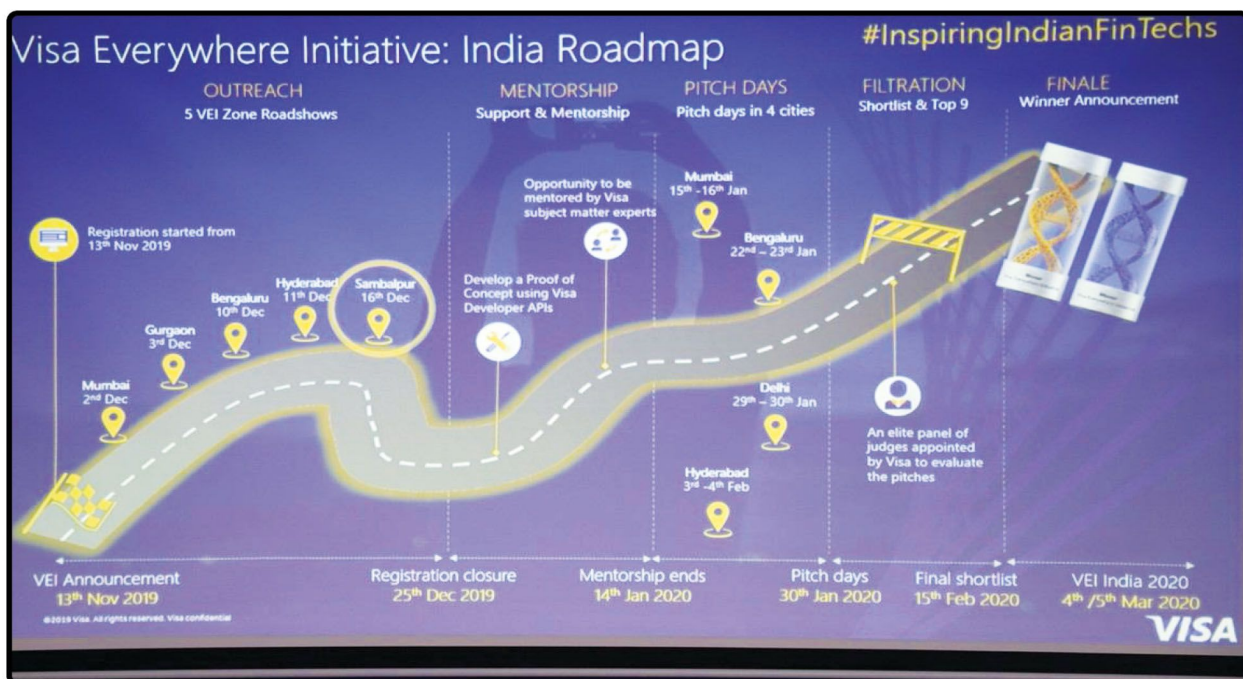 Visa Everywhere Initiative: India Roadmap
#InspiringIndianFinTechs
OUTREACH
5 VEI Zone Roadshows
MENTORSHIP
Support & Mentorship
PITCH DAYS
Pitch days in 4 cities
FILTRATION
Shortlist & Top 9
FINALE
Winner Announcement
Registration started from
13th Nov 2019
Mumbai
2nd Dec
Gurgaon
3rd Dec
Bengaluru
10th Dec
Hyderabad
11th Dec
Sambalpur
16th Dec
Develop a Proof of
Concept using Visa
Developer APIs
Opportunity to be
mentored by Visa
subject matter experts
Mumbai
15th -16th Jan
Bengaluru
22nd – 23rd Jan
Delhi
29th – 30th Jan
Hyderabad
3rd -4th Feb
An elite panel of
judges appointed
by Visa to evaluate
the pitches
Winner
Winner
VEI Announcement
13th Nov 2019
Registration closure
25th Dec 2019
Mentorship ends
14th Jan 2020
Pitch days
30th Jan 2020
Final shortlist
15th Feb 2020
VEI India 2020
4th /5th Mar 2020
©2019 Visa. All rights reserved. Visa confidential
VISA